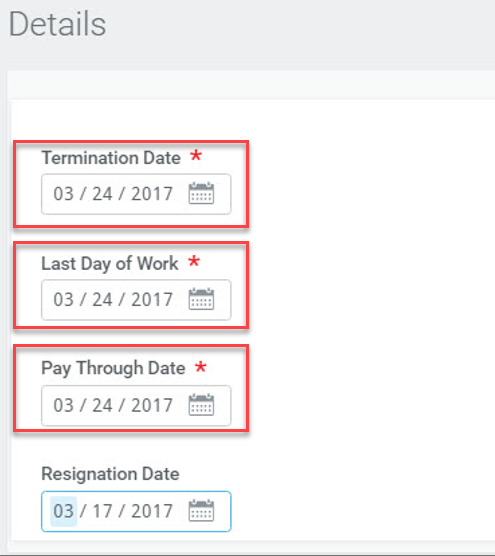 Details
Termination Date *
03 / 24 / 2017
Last Day of Work *
03 / 24 / 2017
Pay Through Date *
03 / 24 / 2017
Resignation Date
03 / 17 / 2017